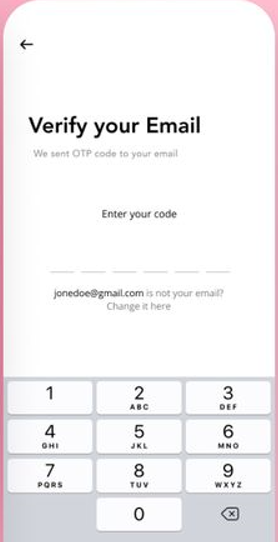 Verify your Email
We sent OTP code to your email
Enter your code
jonedoe@gmail.com is not your email?
Change it here
1 2 3
ABC DEF
4 5 6
GHI JKL MNO
7 8 9
PQRS TUV WXYZ
0